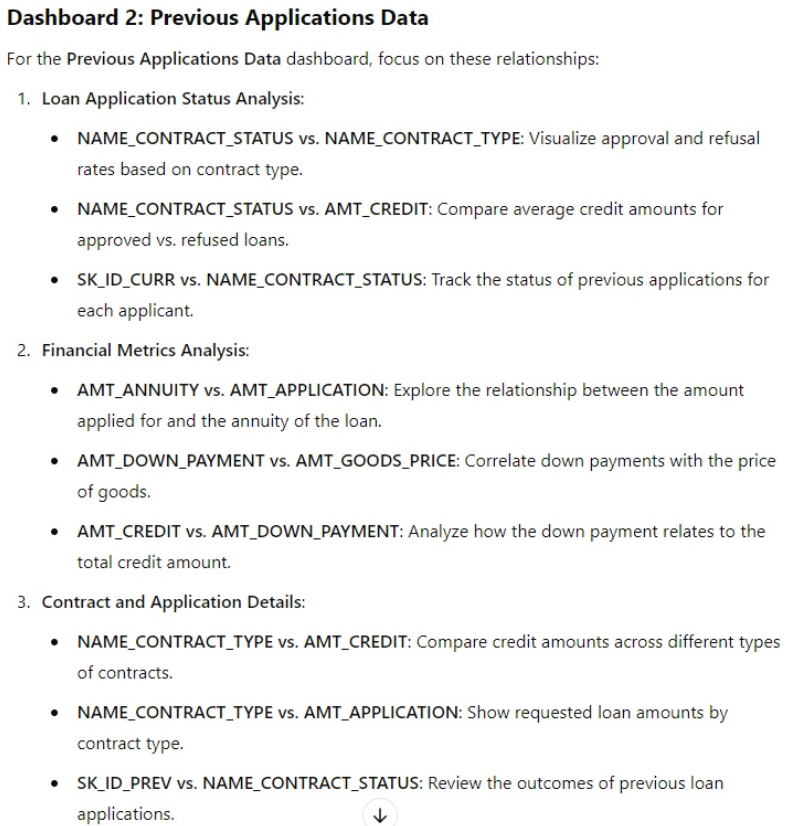 Dashboard 2: Previous Applications Data
For the Previous Applications Data dashboard, focus on these relationships:
1. Loan Application Status Analysis:
• NAME_CONTRACT_STATUS vs. NAME_CONTRACT_TYPE: Visualize approval and refusal
rates based on contract type.
• NAME_CONTRACT_STATUS vs. AMT_CREDIT: Compare average credit amounts for
approved vs. refused loans.
• SK_ID_CURR vs. NAME_CONTRACT_STATUS: Track the status of previous applications for
each applicant.
2. Financial Metrics Analysis:
• AMT_ANNUITY vs. AMT_APPLICATION: Explore the relationship between the amount
applied for and the annuity of the loan.
• AMT_DOWN_PAYMENT vs. AMT_GOODS_PRICE: Correlate down payments with the price
of goods.
• AMT_CREDIT vs. AMT_DOWN_PAYMENT: Analyze how the down payment relates to the
total credit amount.
3. Contract and Application Details:
• NAME_CONTRACT_TYPE vs. AMT_CREDIT: Compare credit amounts across different types
of contracts.
• NAME_CONTRACT_TYPE vs. AMT_APPLICATION: Show requested loan amounts by
contract type.
• SK_ID_PREV vs. NAME_CONTRACT_STATUS: Review the outcomes of previous loan
applications.